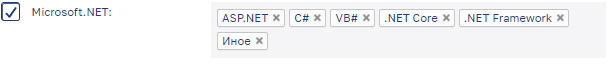 Microsoft.NET: ASP.NET × C# × VB# × .NET Core × .NET Framework ×
Иное ×